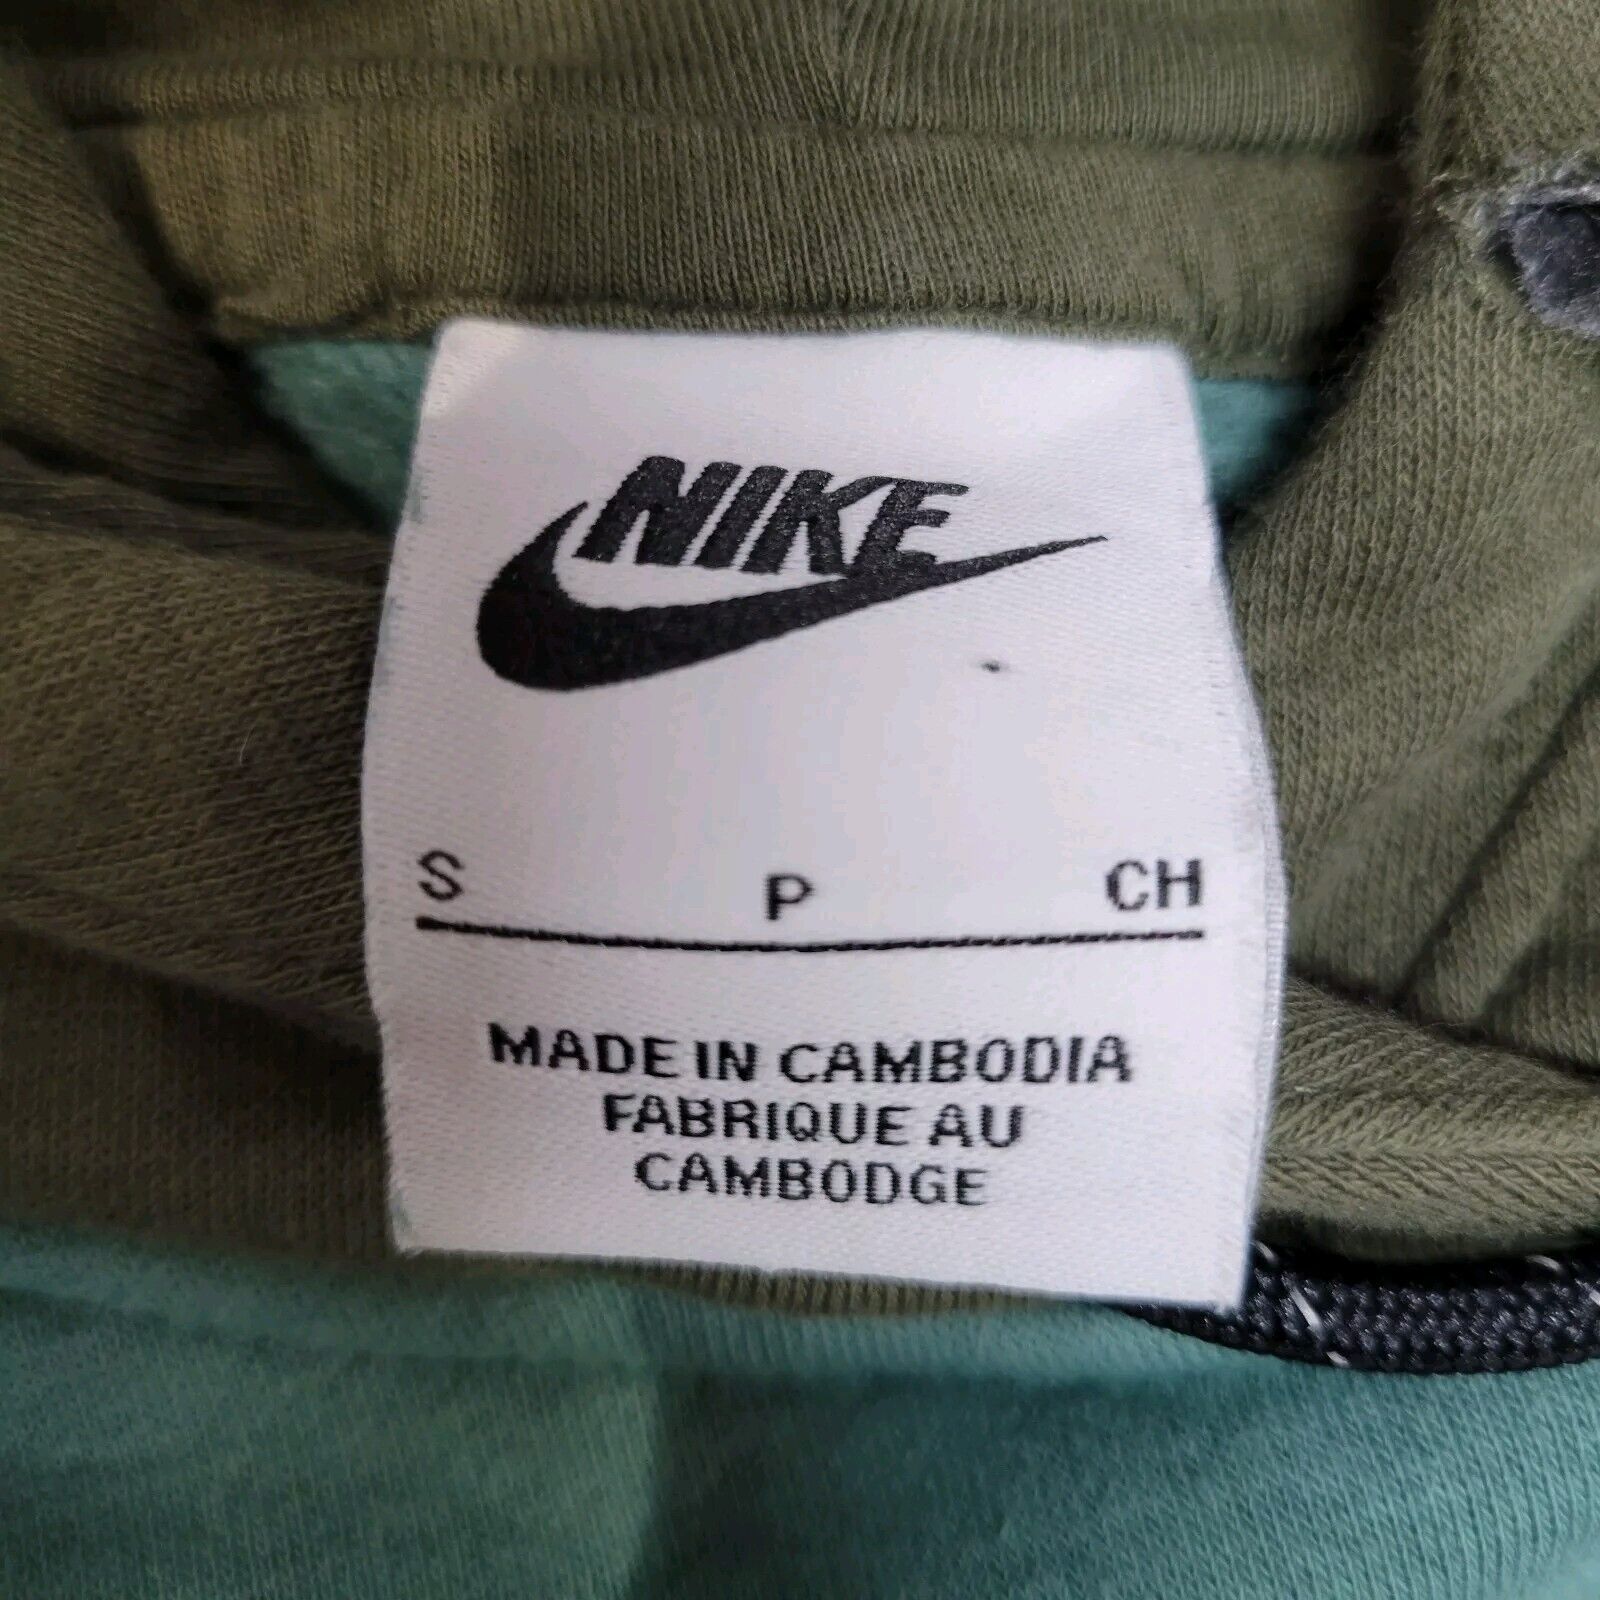 NIKE
S P CH
MADE IN CAMBODIA
FABRIQUE AU
CAMBODGE